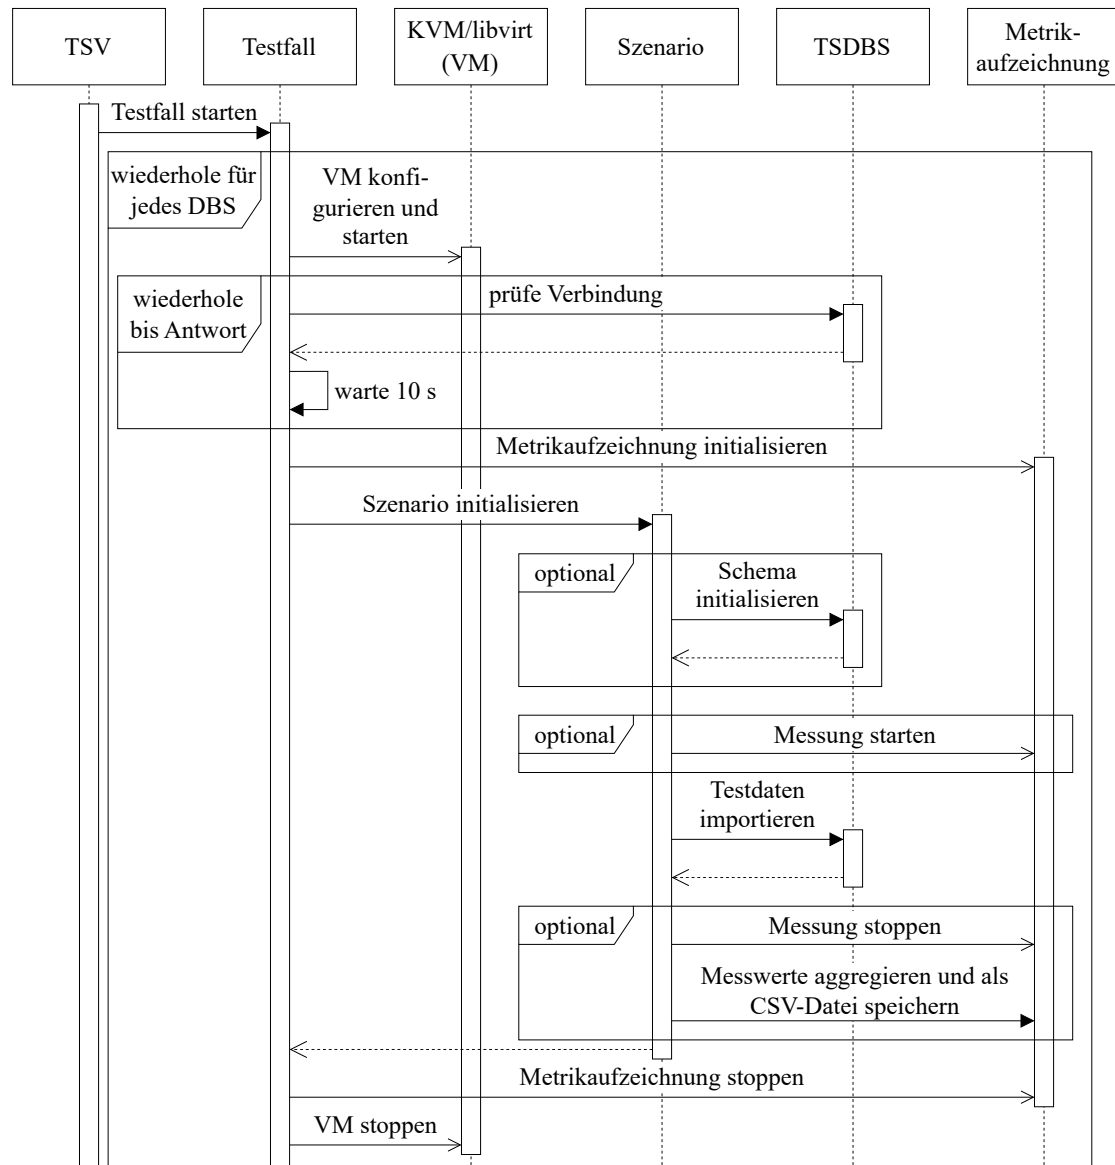 TSV
Testfall
KVM/libvirt
(VM)
Szenario
TSDBS
Metrik-
aufzeichnung
Testfall starten
wiederhole für
jedes DBS
VM konfi-
gurieren und
starten
wiederhole
bis Antwort
prüfe Verbindung
warte 10 s
Metrikaufzeichnung initialisieren
Szenario initialisieren
optional
Schema
initialisieren
optional
Messung starten
Testdaten
importieren
optional
Messung stoppen
Messwerte aggregieren und als
CSV-Datei speichern
Metrikaufzeichnung stoppen
VM stoppen